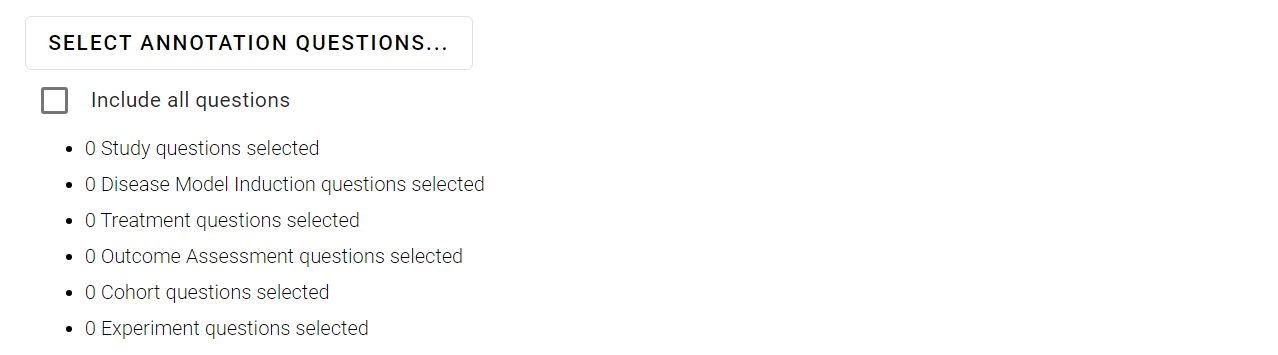 SELECT ANNOTATION QUESTIONS...
Include all questions
0 Study questions selected
0 Disease Model Induction questions selected
0 Treatment questions selected
0 Outcome Assessment questions selected
0 Cohort questions selected
0 Experiment questions selected